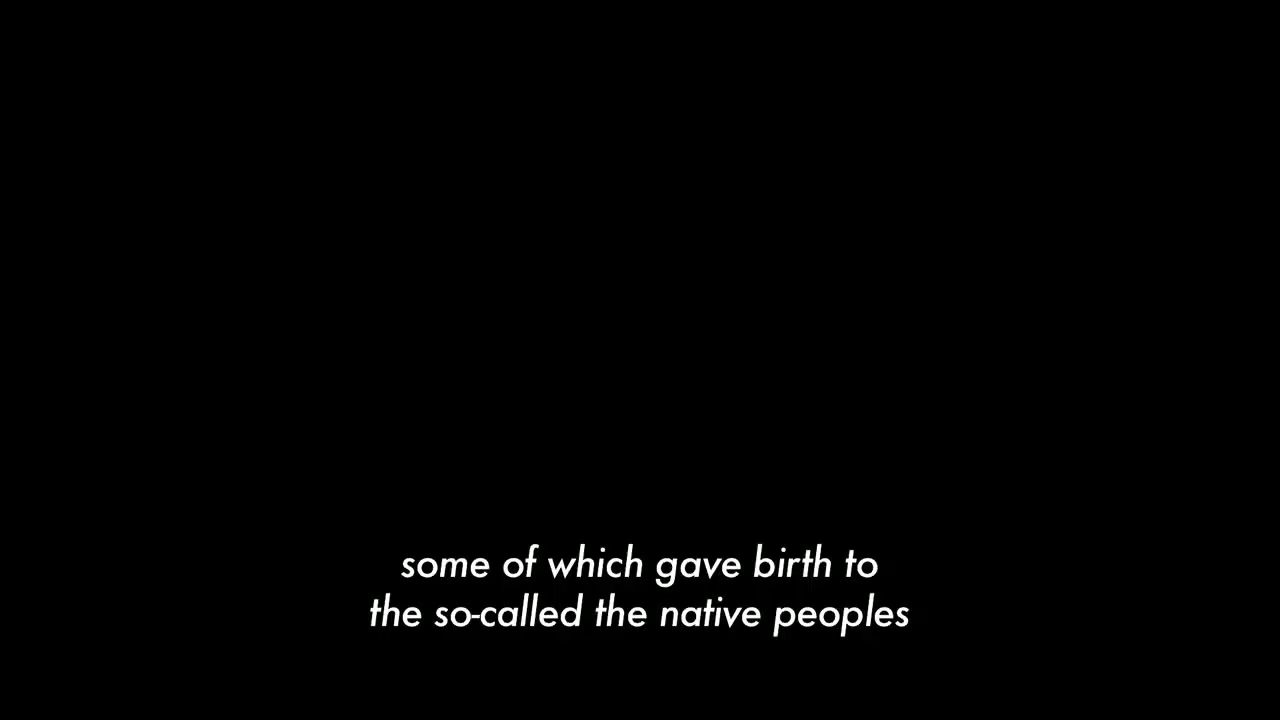 some of which gave birth to
the so-called the native peoples